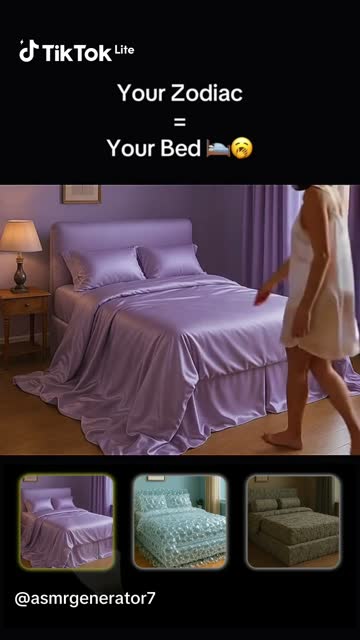 TikTok Lite
Your Zodiac
=
Your Bed 🛏️🥱
@asmrgenerator7